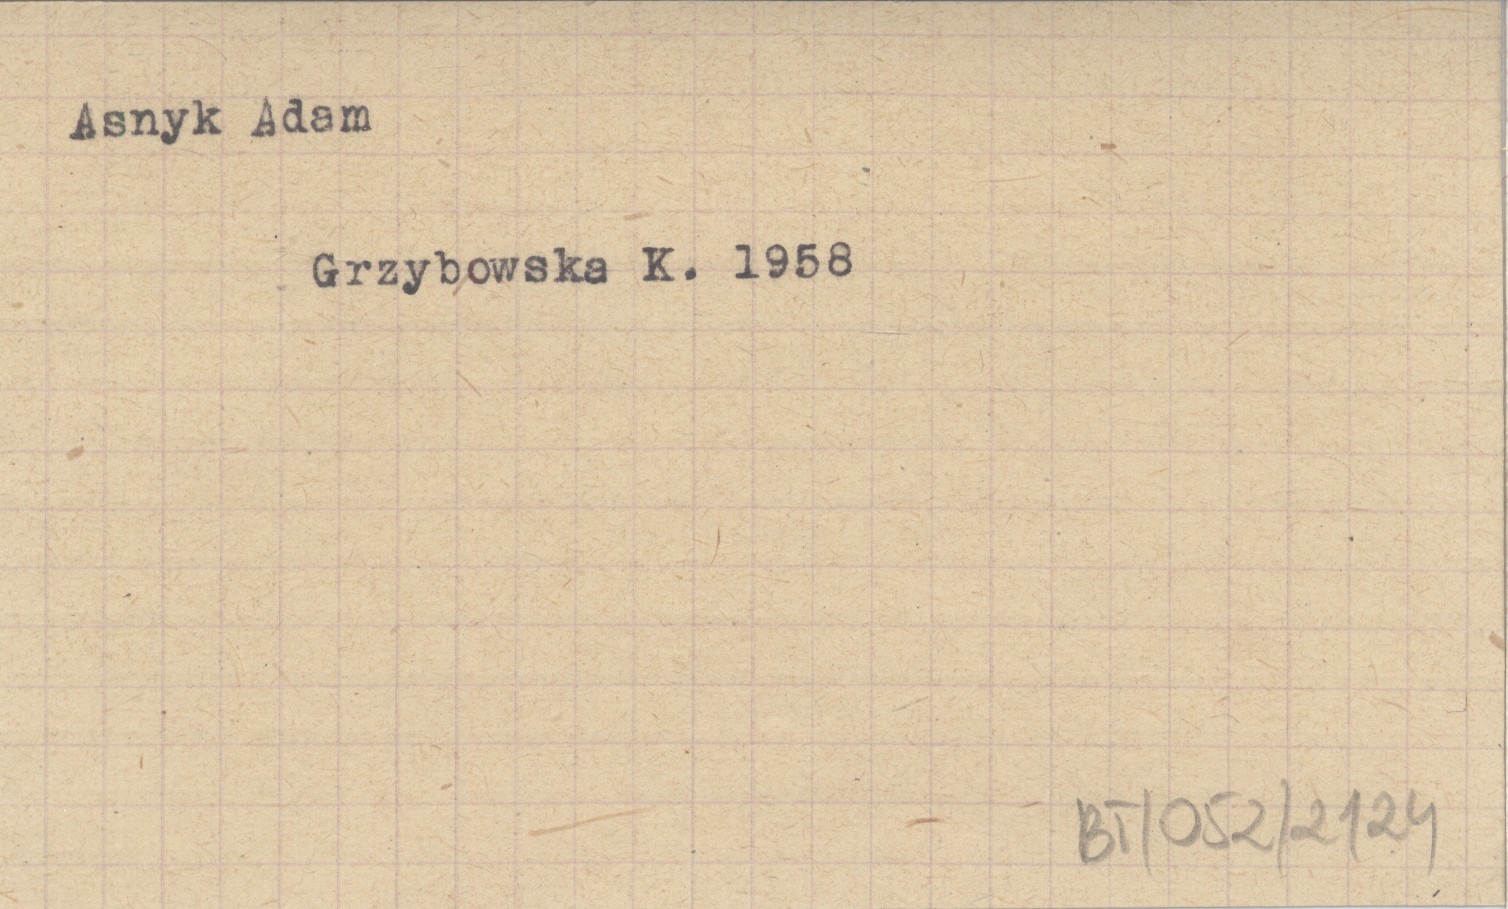 Asnyk Adam
Grzybowska K. 1958
BT/052/2124